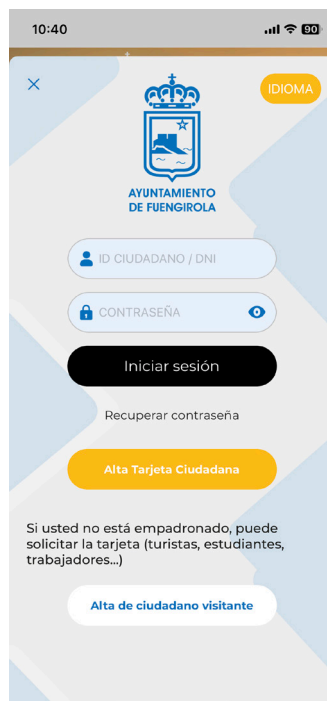 10:40
90
IDIOMA
AYUNTAMIENTO
DE FUENGIROLA
ID CIUDADANO / DNI
CONTRASEÑA
Iniciar sesión
Recuperar contraseña
Alta Tarjeta Ciudadana
Si usted no está empadronado, puede
solicitar la tarjeta (turistas, estudiantes,
trabajadores...)
Alta de ciudadano visitante